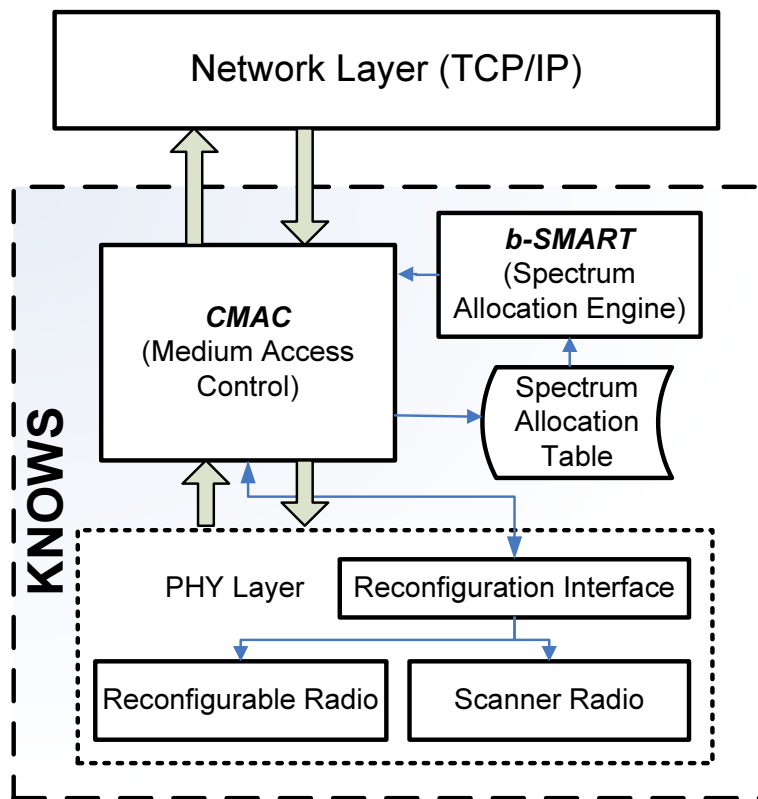 Network Layer (TCP/IP)
b-SMART
(Spectrum
Allocation Engine)
CMAC
(Medium Access
Control)
Spectrum
Allocation
Table
KNOWS
PHY Layer
Reconfiguration Interface
Reconfigurable Radio
Scanner Radio